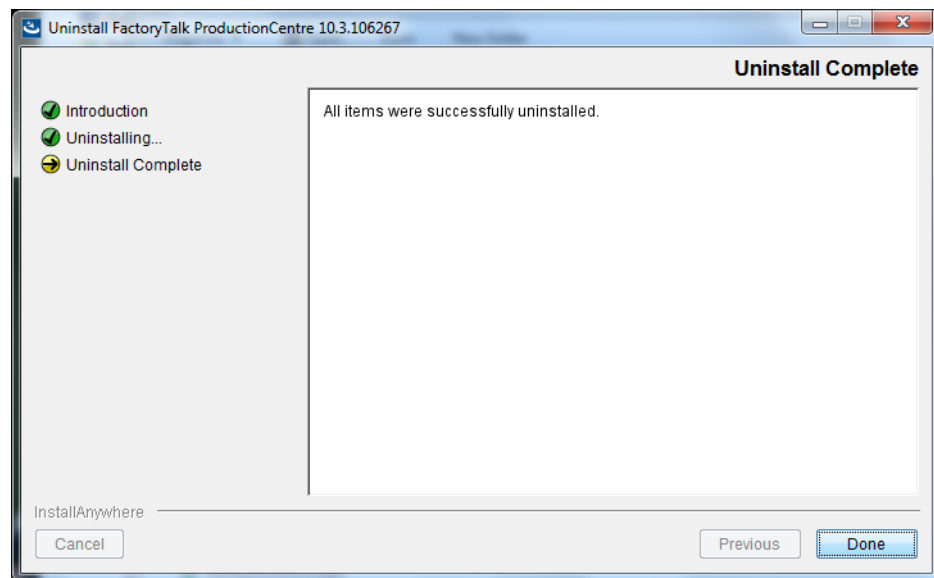 Uninstall FactoryTalk ProductionCentre 10.3.106267
Uninstall Complete
Introduction
Uninstalling...
Uninstall Complete
All items were successfully uninstalled.
InstallAnywhere
Cancel
Previous
Done